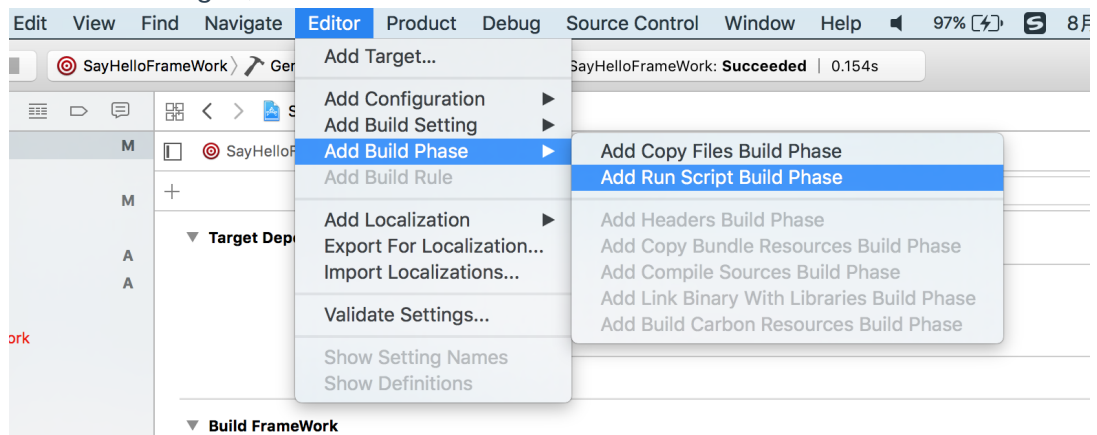 Edit View Find Navigate Editor Product Debug Source Control Window Help 97% 8月
SayHelloFrameWork 〉 Ger
SayHelloFrameWork: Succeeded | 0.154s
Add Target...
S
Add Configuration
Add Build Setting
M
SayHelloF
Add Build Phase
Add Copy Files Build Phase
Add Build Rule
Add Run Script Build Phase
M
Add Localization
Add Headers Build Phase
Target Dep
Export For Localization...
Add Copy Bundle Resources Build Phase
A
Import Localizations...
Add Compile Sources Build Phase
A
Add Link Binary With Libraries Build Phase
Validate Settings...
Add Build Carbon Resources Build Phase
ork
Show Setting Names
Show Definitions
Build FrameWork